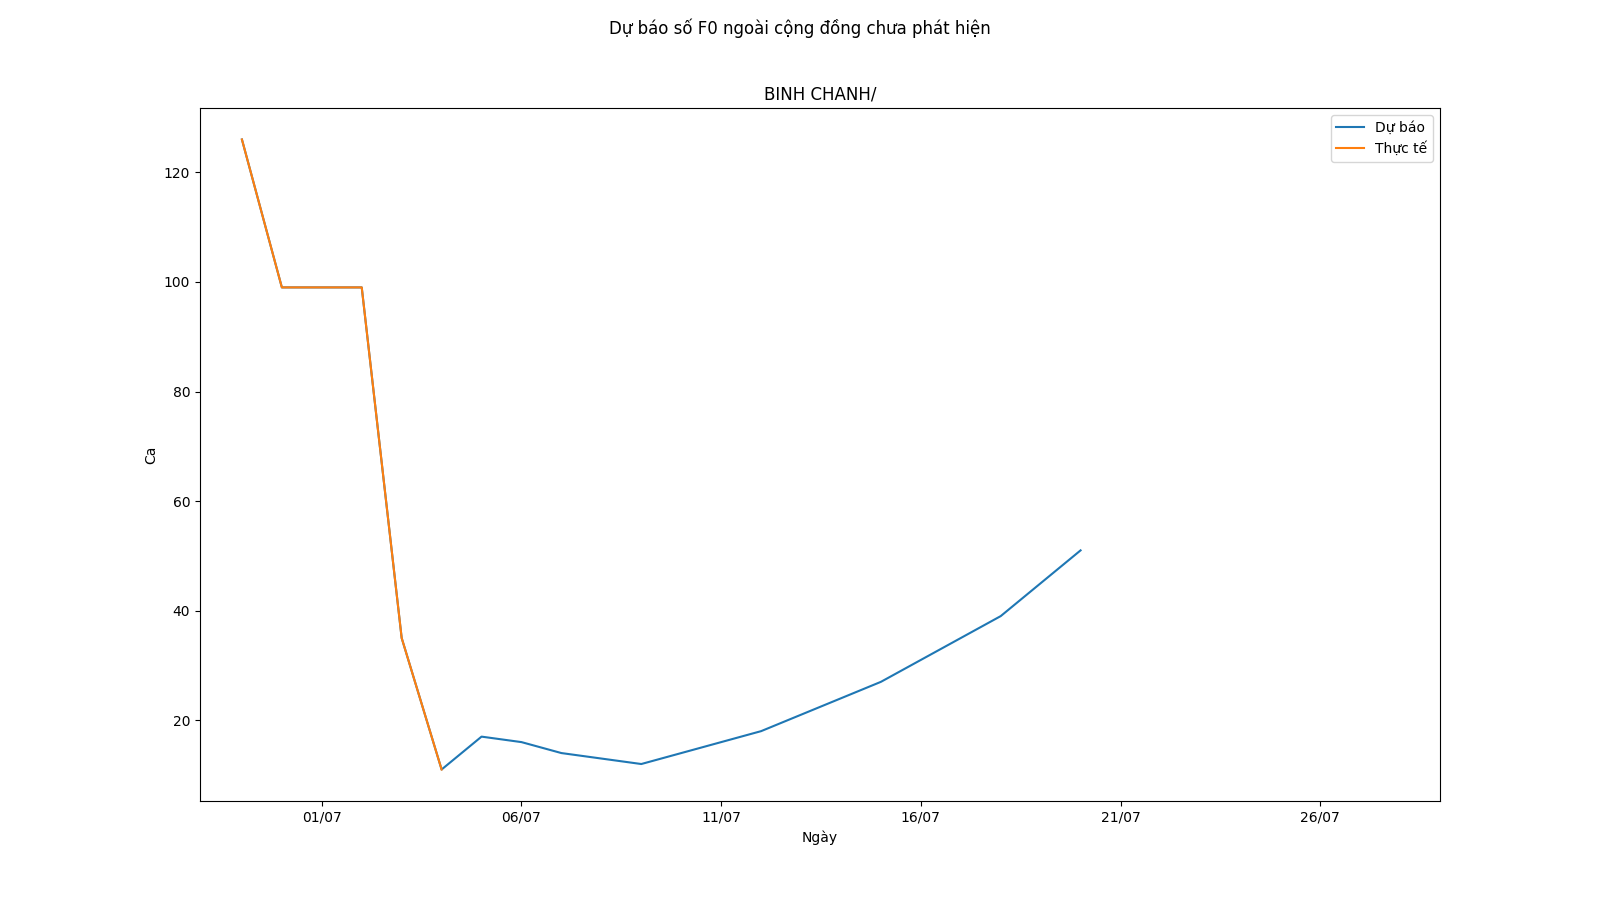 Dự báo số F0 ngoài cộng đồng chưa phát hiện
BINH CHANH/
Dự báo
Thực tế
120
100
80
60
40
20
Ca
01/07
06/07
11/07
16/07
21/07
26/07
Ngày